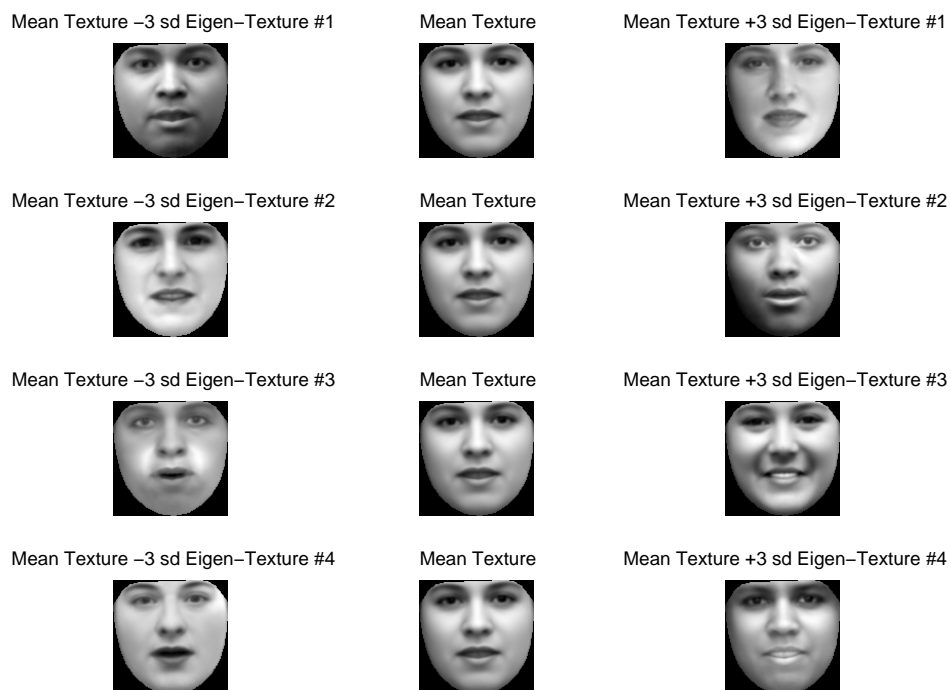 Mean Texture −3 sd Eigen−Texture #1 Mean Texture Mean Texture +3 sd Eigen−Texture #1
Mean Texture −3 sd Eigen−Texture #2 Mean Texture Mean Texture +3 sd Eigen−Texture #2
Mean Texture −3 sd Eigen−Texture #3 Mean Texture Mean Texture +3 sd Eigen−Texture #3
Mean Texture −3 sd Eigen−Texture #4 Mean Texture Mean Texture +3 sd Eigen−Texture #4